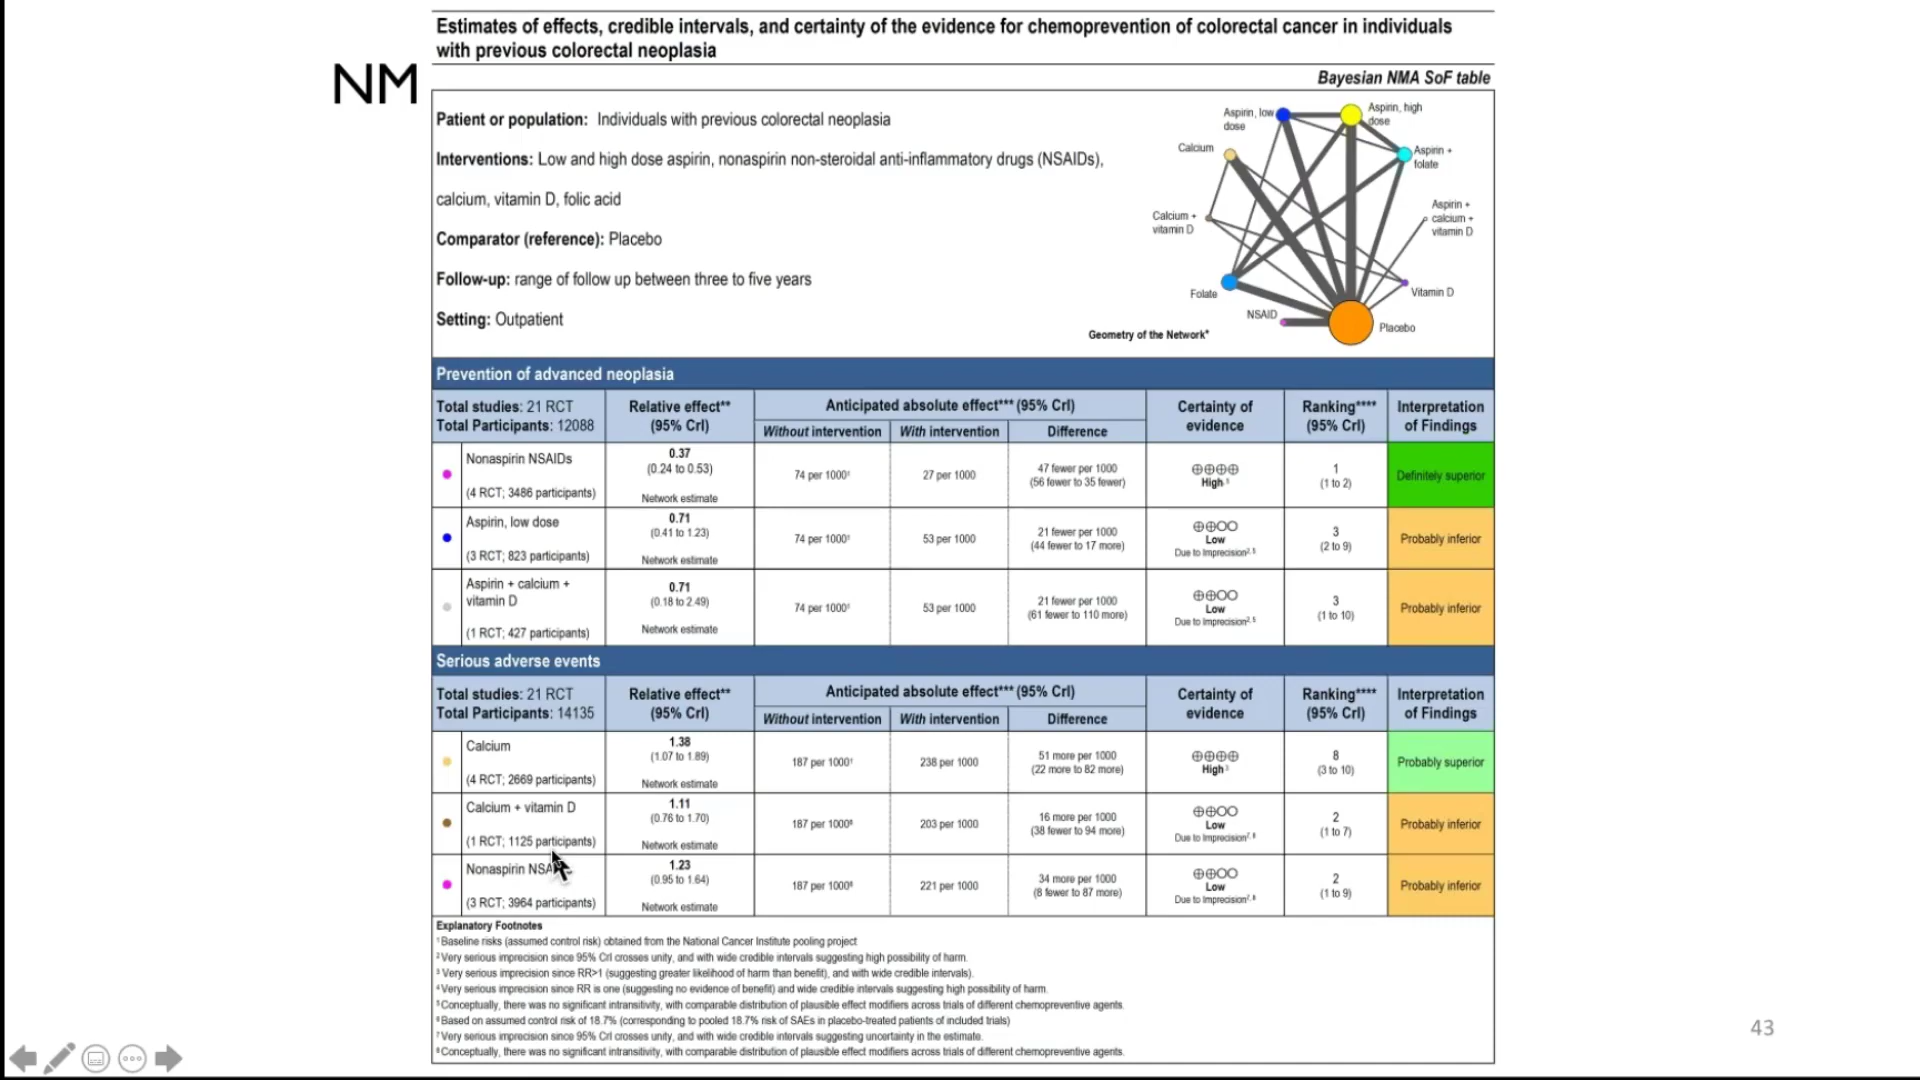 Estimates of effects, credible intervals, and certainty of the evidence for chemoprevention of colorectal cancer in individuals
with previous colorectal neoplasia
NM
Bayesian NMA SoF table
Patient or population: Individuals with previous colorectal neoplasia
Interventions: Low and high dose aspirin, nonaspirin non-steroidal anti-inflammatory drugs (NSAIDs),
calcium, vitamin D, folic acid
Comparator (reference): Placebo
Follow-up: range of follow up between three to five years
Setting: Outpatient
Aspirin, low
dose
Aspirin, high
dose
Calcium
Aspirin +
folate
Calcium +
vitamin D
Aspirin +
calcium +
vitamin D
Folate
Vitamin D
NSAID
Placebo
Geometry of the Network*
Prevention of advanced neoplasia
Total studies: 21 RCT
Total Participants: 12088
Relative effect**
(95% CrI)
Anticipated absolute effect*** (95% CrI)
Without intervention
With intervention
Difference
Certainty of
evidence
Ranking****
(95% CrI)
Interpretation
of Findings
Nonaspirin NSAIDs
(4 RCT; 3486 participants)
0.37
(0.24 to 0.53)
Network estimate
74 per 1000¹
27 per 1000
47 fewer per 1000
(56 fewer to 35 fewer)
⊕⊕⊕⊕
High
1
(1 to 2)
Definitely superior
Aspirin, low dose
(3 RCT; 823 participants)
0.71
(0.41 to 1.23)
Network estimate
74 per 1000¹
53 per 1000
21 fewer per 1000
(44 fewer to 17 more)
⊕⊕○○
Low
Due to Imprecision²,⁵
3
(2 to 9)
Probably inferior
Aspirin + calcium +
vitamin D
(1 RCT; 427 participants)
0.71
(0.18 to 2.49)
Network estimate
74 per 1000¹
53 per 1000
21 fewer per 1000
(61 fewer to 110 more)
⊕⊕○○
Low
Due to Imprecision²,⁵
3
(1 to 10)
Probably inferior
Serious adverse events
Total studies: 21 RCT
Total Participants: 14135
Relative effect**
(95% CrI)
Anticipated absolute effect*** (95% CrI)
Without intervention
With intervention
Difference
Certainty of
evidence
Ranking****
(95% CrI)
Interpretation
of Findings
Calcium
(4 RCT; 2669 participants)
1.38
(1.07 to 1.89)
Network estimate
187 per 1000
238 per 1000
51 more per 1000
(22 more to 82 more)
⊕⊕⊕⊕
High
8
(3 to 10)
Probably superior
Calcium + vitamin D
(1 RCT; 1125 participants)
1.11
(0.76 to 1.70)
Network estimate
187 per 1000⁶
203 per 1000
16 more per 1000
(38 fewer to 94 more)
⊕⊕○○
Low
Due to Imprecision⁷,⁸
2
(1 to 7)
Probably inferior
Nonaspirin NSA
(3 RCT; 3964 participants)
1.23
(0.95 to 1.64)
Network estimate
187 per 1000⁶
221 per 1000
34 more per 1000
(8 fewer to 87 more)
⊕⊕○○
Low
Due to Imprecision⁷,⁸
2
(1 to 9)
Probably inferior
Explanatory Footnotes
¹ Baseline risks (assumed control risk) obtained from the National Cancer Institute pooling project
² Very serious imprecision since 95% CrI crosses unity, and with wide credible intervals suggesting high possibility of harm.
³ Very serious imprecision since RR>1 (suggesting greater likelihood of harm than benefit), and with wide credible intervals).
⁴ Very serious imprecision since RR is one (suggesting no evidence of benefit) and wide credible intervals suggesting high possibility of harm.
⁵ Conceptually, there was no significant intransitivity, with comparable distribution of plausible effect modifiers across trials of different chemopreventive agents.
⁶ Based on assumed control risk of 18.7% (corresponding to pooled 18.7% risk of SAEs in placebo-treated patients of included trials)
⁷ Very serious imprecision since 95% CrI crosses unity, and with wide credible intervals suggesting uncertainty in the estimate.
⁸ Conceptually, there was no significant intransitivity, with comparable distribution of plausible effect modifiers across trials of different chemopreventive agents.
43